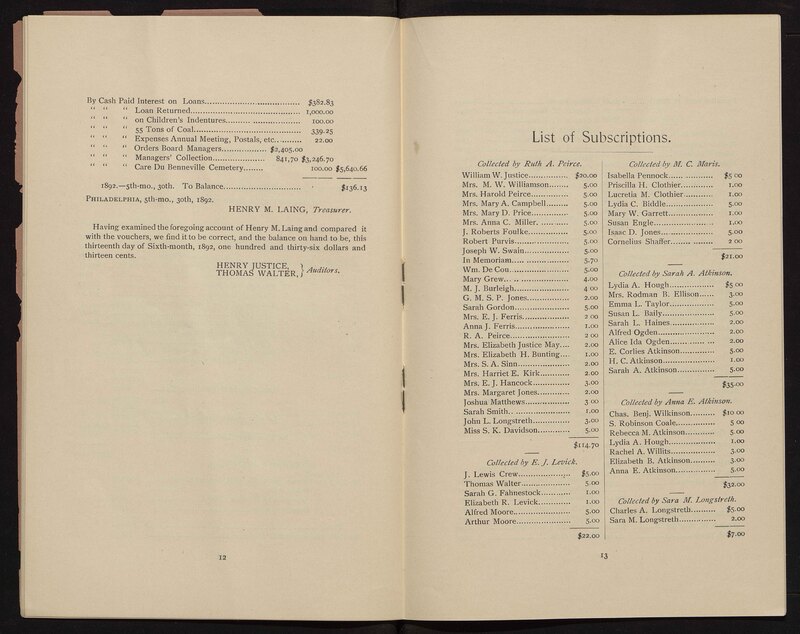 By Cash Paid Interest on Loans........ $382.83
" " " Loan Returned........ 1,000.00
" " " on Children's Indentures........ 100.00
" " " 55 Tons of Coal........ 339.25
" " " Expenses Annual Meeting, Postals, etc........ 22.00
" " " Orders Board Managers........ $2,405.00
" " " Managers' Collection........ 841,70 $3,246.70
" " " Care Du Benneville Cemetery........ 100.00 $5,640.66
1892.—5th-mo., 30th. To Balance........ $136.13
PHILADELPHIA, 5th-mo., 30th, 1892.
HENRY M. LAING, Treasurer.
Having examined the foregoing account of Henry M. Laing and compared it
with the vouchers, we find it to be correct, and the balance on hand to be, this
thirteenth day of Sixth-month, 1892, one hundred and thirty-six dollars and
thirteen cents.
HENRY JUSTICE,
THOMAS WALTER, } Auditors.
12
List of Subscriptions.
Collected by Ruth A. Peirce.
William W. Justice........ $20.00
Mrs. M. W. Williamson........ 5.00
Mrs. Harold Peirce........ 5.00
Mrs. Mary A. Campbell........ 5.00
Mrs. Mary D. Price........ 5.00
Mrs. Anna C. Miller........ 5.00
J. Roberts Foulke........ 5.00
Robert Purvis........ 5.00
Joseph W. Swain........ 5.00
In Memoriam........ 5.70
Wm. De Cou........ 5.00
Mary Grew........ 4.00
M. J. Burleigh........ 4 00
G. M. S. P. Jones........ 2.00
Sarah Gordon........ 5.00
Mrs. E. J. Ferris........ 2 00
Anna J. Ferris........ 1.00
R. A. Peirce........ 2 00
Mrs. Elizabeth Justice May.... 2.00
Mrs. Elizabeth H. Bunting.... 1.00
Mrs. S. A. Sinn........ 2.00
Mrs. Harriet E. Kirk........ 2.00
Mrs. E. J. Hancock........ 3.00
Mrs. Margaret Jones........ 2.00
Joshua Matthews........ 3 00
Sarah Smith........ 1.00
John L. Longstreth........ 3.00
Miss S. K. Davidson........ 5.00
$114.70
Collected by E. J. Levick.
J. Lewis Crew........ $5.00
Thomas Walter........ 5.00
Sarah G. Fahnestock........ 1.00
Elizabeth R. Levick........ 1.00
Alfred Moore........ 5.00
Arthur Moore........ 5.00
$22.00
Collected by M. C. Maris.
Isabella Pennock........ $5 00
Priscilla H. Clothier........ 1.00
Lucretia M. Clothier........ 1.00
Lydia C. Biddle........ 5.00
Mary W. Garrett........ 1.00
Susan Engle........ 1.00
Isaac D. Jones........ 5.00
Cornelius Shaffer........ 2 00
$21.00
Collected by Sarah A. Atkinson.
Lydia A. Hough........ $5 00
Mrs. Rodman B. Ellison...... 3.00
Emma L. Taylor........ 5.00
Susan L. Baily........ 5.00
Sarah L. Haines........ 2.00
Alfred Ogden........ 2.00
Alice Ida Ogden........ 2.00
E. Corlies Atkinson........ 5.00
H. C. Atkinson........ 1.00
Sarah A. Atkinson........ 5.00
$35.00
Collected by Anna E. Atkinson.
Chas. Benj. Wilkinson........ $10 00
S. Robinson Coale........ 5 00
Rebecca M. Atkinson........ 5.00
Lydia A. Hough........ 1.00
Rachel A. Willits........ 3.00
Elizabeth B. Atkinson........ 3.00
Anna E. Atkinson........ 5.00
$32.00
Collected by Sara M. Longstreth.
Charles A. Longstreth........ $5.00
Sara M. Longstreth........ 2.00
$7.00
13